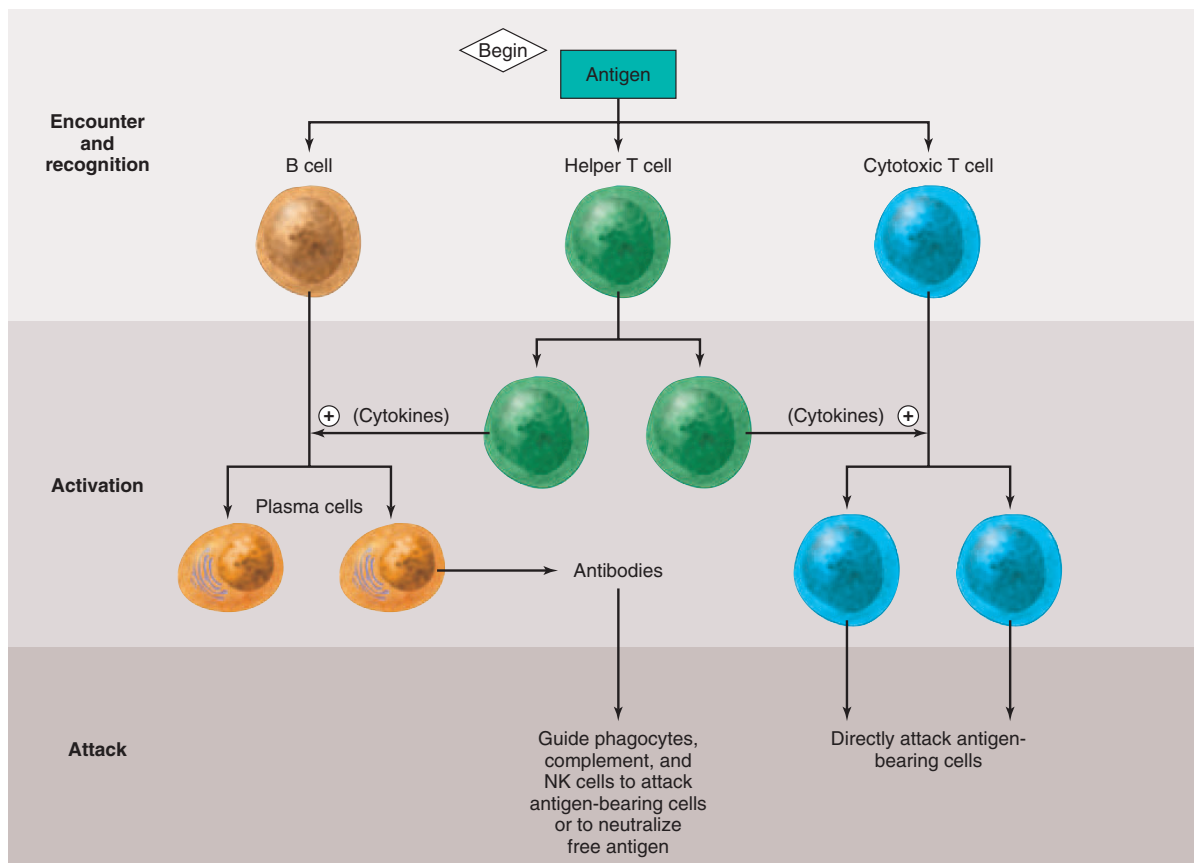 Begin
Antigen
Encounter
and
recognition
B cell
Helper T cell
Cytotoxic T cell
+ (Cytokines)
(Cytokines) +
Activation
Plasma cells
Antibodies
Attack
Guide phagocytes,
complement, and
NK cells to attack
antigen-bearing cells
or to neutralize
free antigen
Directly attack antigen-
bearing cells